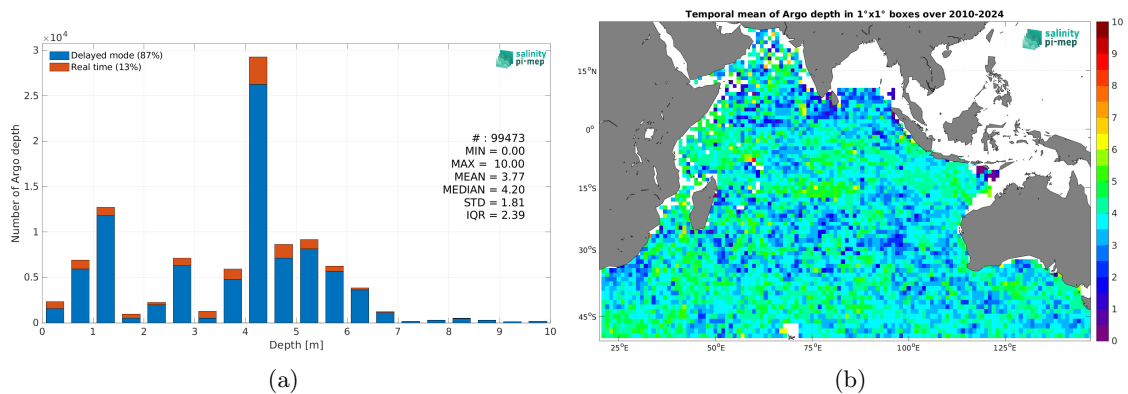 ×10⁴
3
2.5
2
1.5
1
0.5
0
Number of Argo depth
Delayed mode (87%)
Real time (13%)
salinity
pi-mep
# : 99473
MIN = 0.00
MAX = 10.00
MEAN = 3.77
MEDIAN = 4.20
STD = 1.81
IQR = 2.39
0 1 2 3 4 5 6 7 8 9 10
Depth [m]
(a)
Temporal mean of Argo depth in 1°x1° boxes over 2010-2024
salinity
pi-mep
15°N
0°
15°S
30°S
45°S
25°E 50°E 75°E 100°E 125°E
10
9
8
7
6
5
4
3
2
1
0
(b)